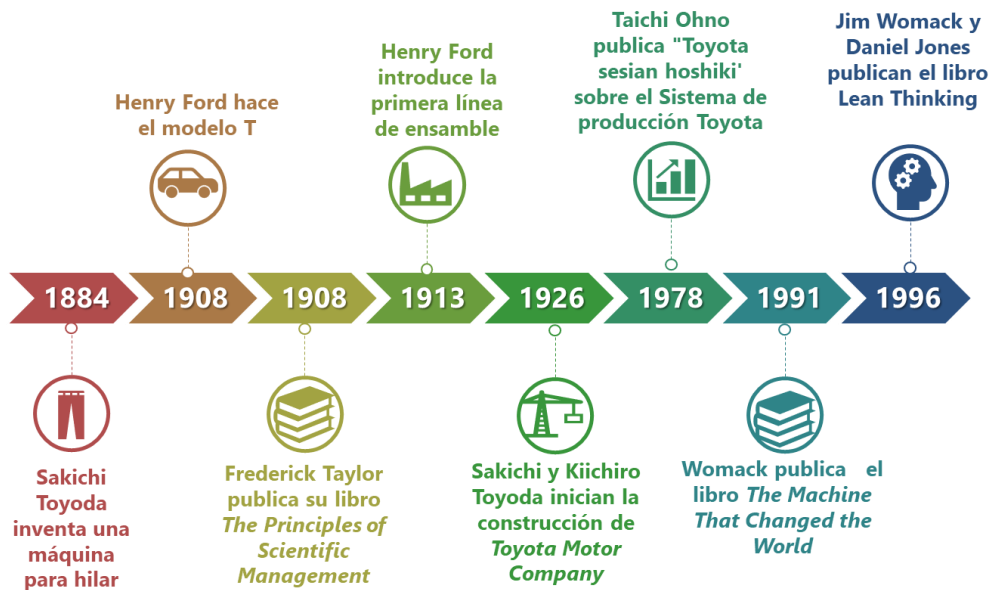 Henry Ford hace
el modelo T
Henry Ford
introduce la
primera línea
de ensamble
Taichi Ohno
publica "Toyota
sesian hoshiki'
sobre el Sistema de
producción Toyota
Jim Womack y
Daniel Jones
publican el libro
Lean Thinking
1884
1908
1908
1913
1926
1978
1991
1996
Sakichi
Toyoda
inventa una
máquina
para hilar
Frederick Taylor
publica su libro
The Principles of
Scientific
Management
Sakichi y Kiichiro
Toyoda inician la
construcción de
Toyota Motor
Company
Womack publica el
libro The Machine
That Changed the
World